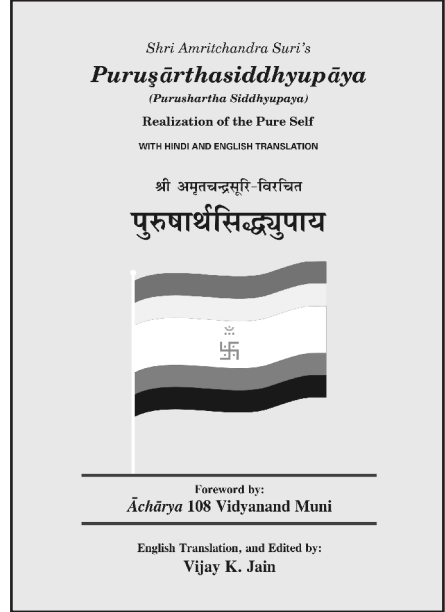 Shri Amritchandra Suri's
Puruṣārthasiddhyupāya
(Purushartha Siddhyupaya)
Realization of the Pure Self
WITH HINDI AND ENGLISH TRANSLATION
श्री अमृतचन्द्रसूरि-विरचित
पुरुषार्थसिद्ध्युपाय
Foreword by:
Āchārya 108 Vidyanand Muni
English Translation, and Edited by:
Vijay K. Jain